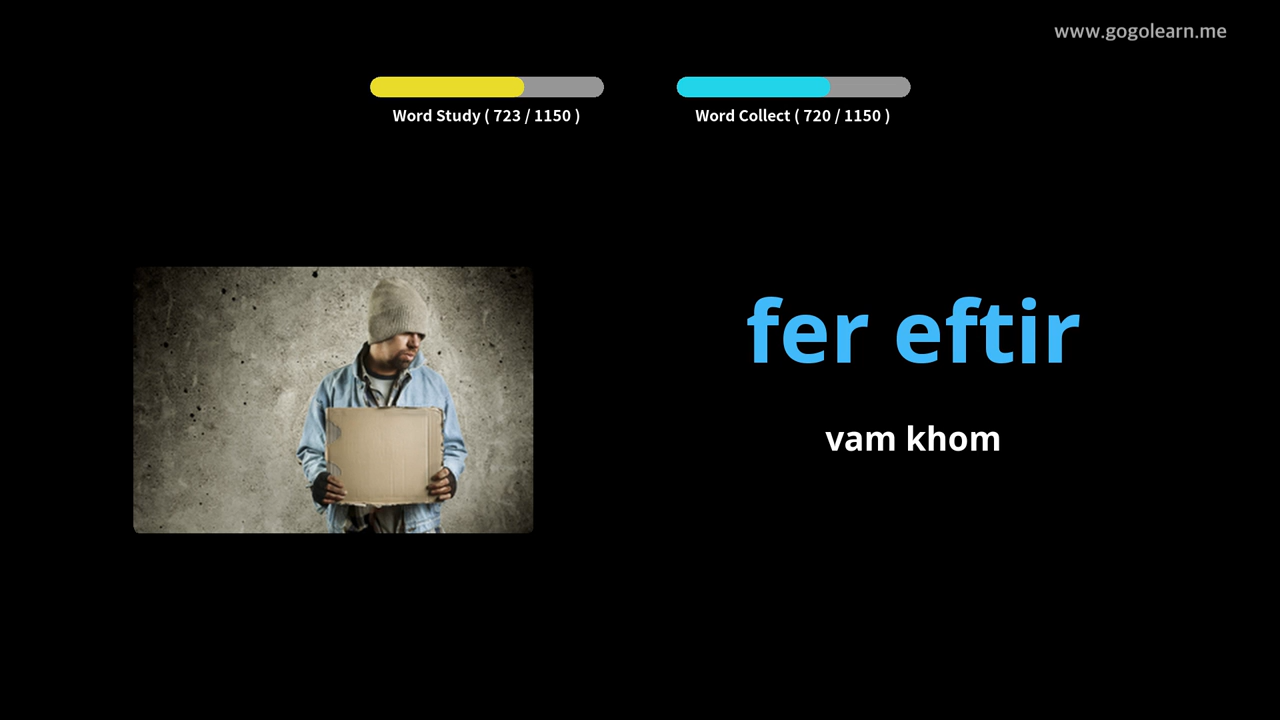 www.gogolearn.me
Word Study ( 723 / 1150 )
Word Collect ( 720 / 1150 )
fer eftir
vam khom